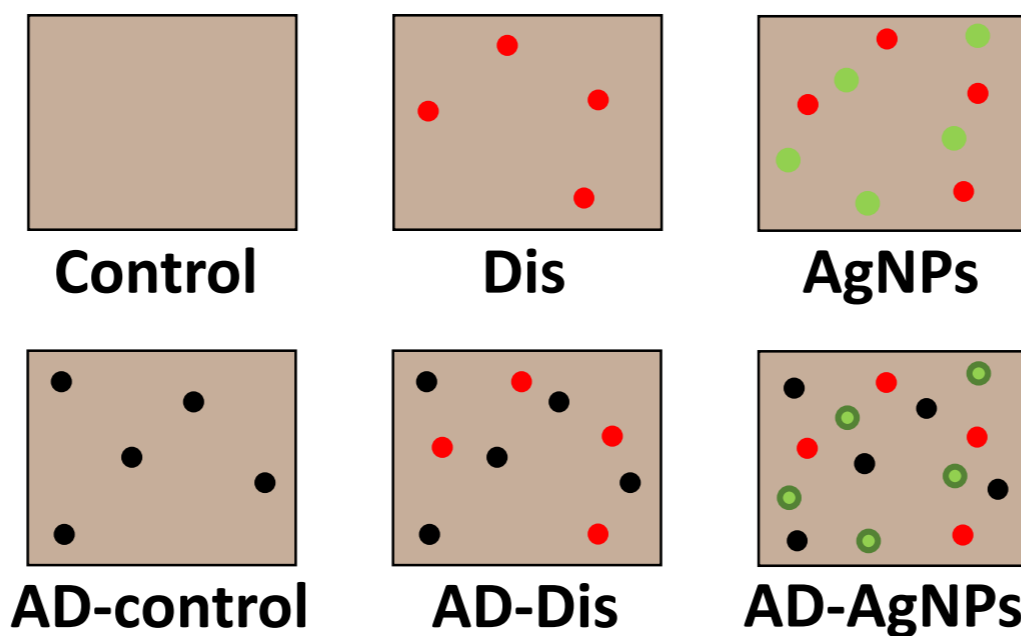 Control
Dis
AgNPs
AD-control
AD-Dis
AD-AgNPs